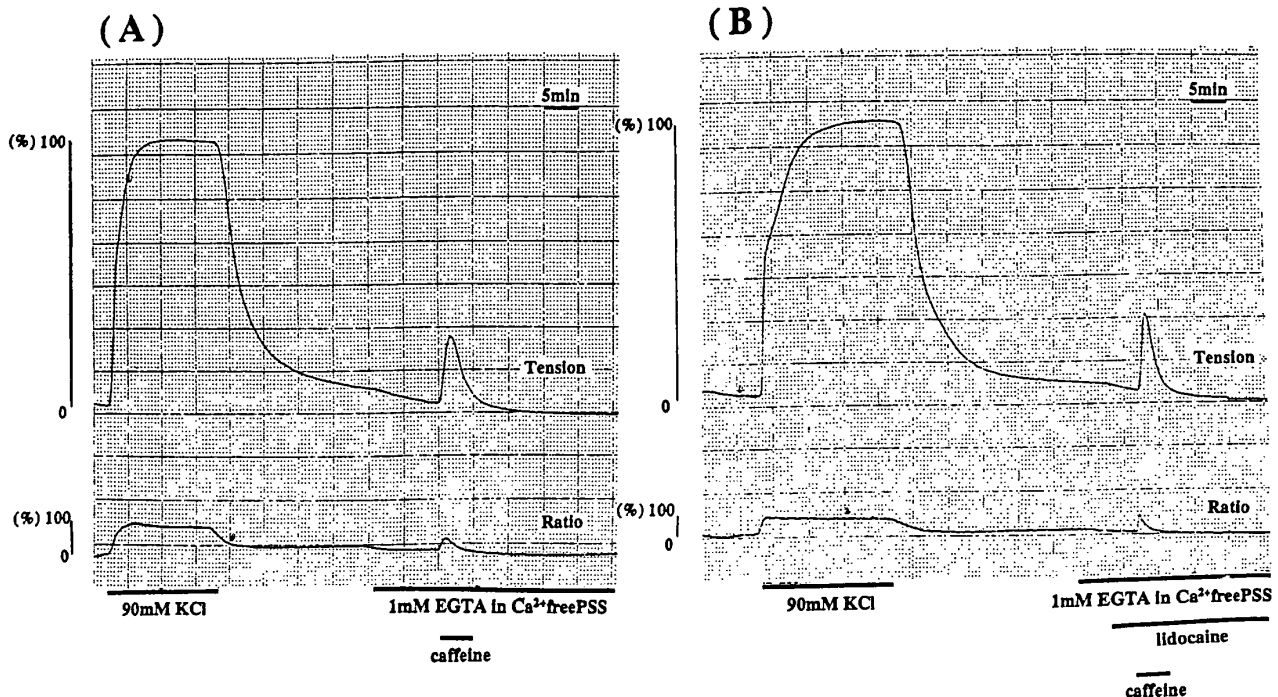 (A)
5min
(%) 100
0
Tension
(%) 100
0
Ratio
90mM KCl
1mM EGTA in Ca²⁺freePSS
caffeine
(B)
5min
(%) 100
0
Tension
(%) 100
0
Ratio
90mM KCl
1mM EGTA in Ca²⁺freePSS
lidocaine
caffeine